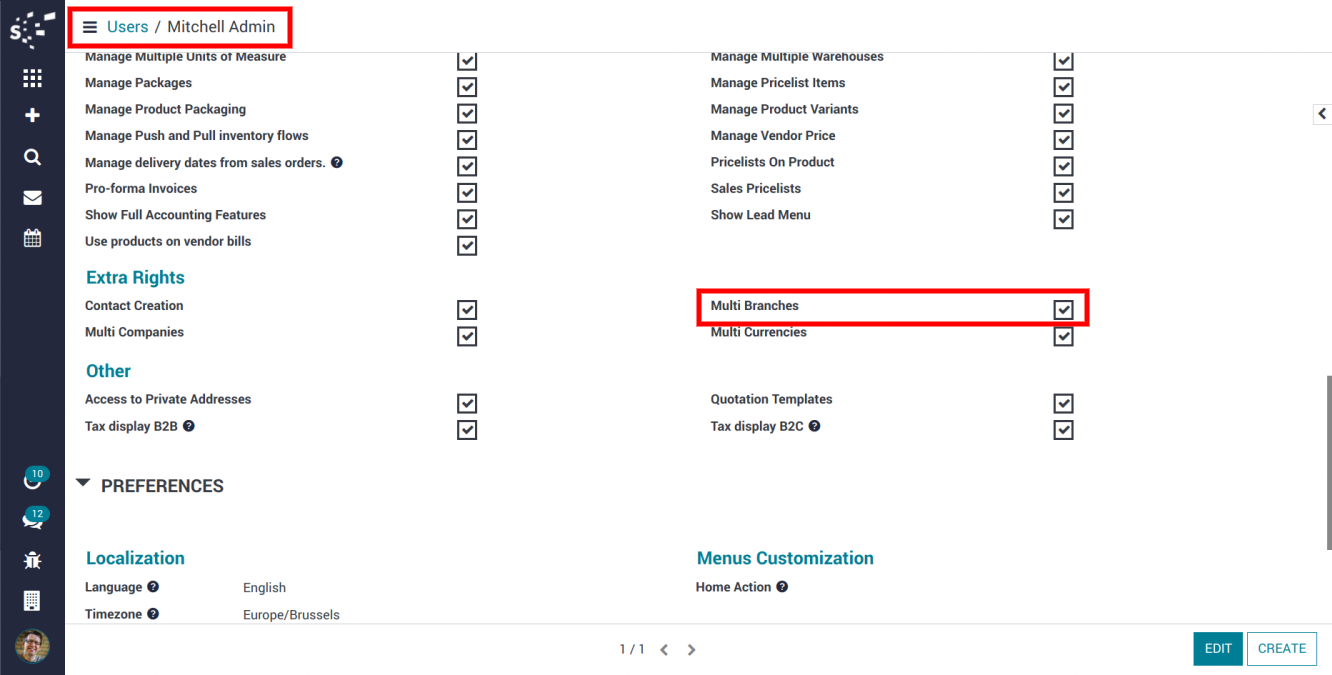 Users / Mitchell Admin
Manage Multiple Units of Measure
Manage Multiple Warehouses
Manage Packages
Manage Pricelist Items
Manage Product Packaging
Manage Product Variants
Manage Push and Pull inventory flows
Manage Vendor Price
Manage delivery dates from sales orders. ?
Pricelists On Product
Pro-forma Invoices
Sales Pricelists
Show Full Accounting Features
Show Lead Menu
Use products on vendor bills
Extra Rights
Contact Creation
Multi Branches
Multi Companies
Multi Currencies
Other
Access to Private Addresses
Quotation Templates
Tax display B2B ?
Tax display B2C ?
10
PREFERENCES
12
Localization
Menus Customization
Language ? English
Home Action ?
Timezone ? Europe/Brussels
1 / 1
EDIT
CREATE